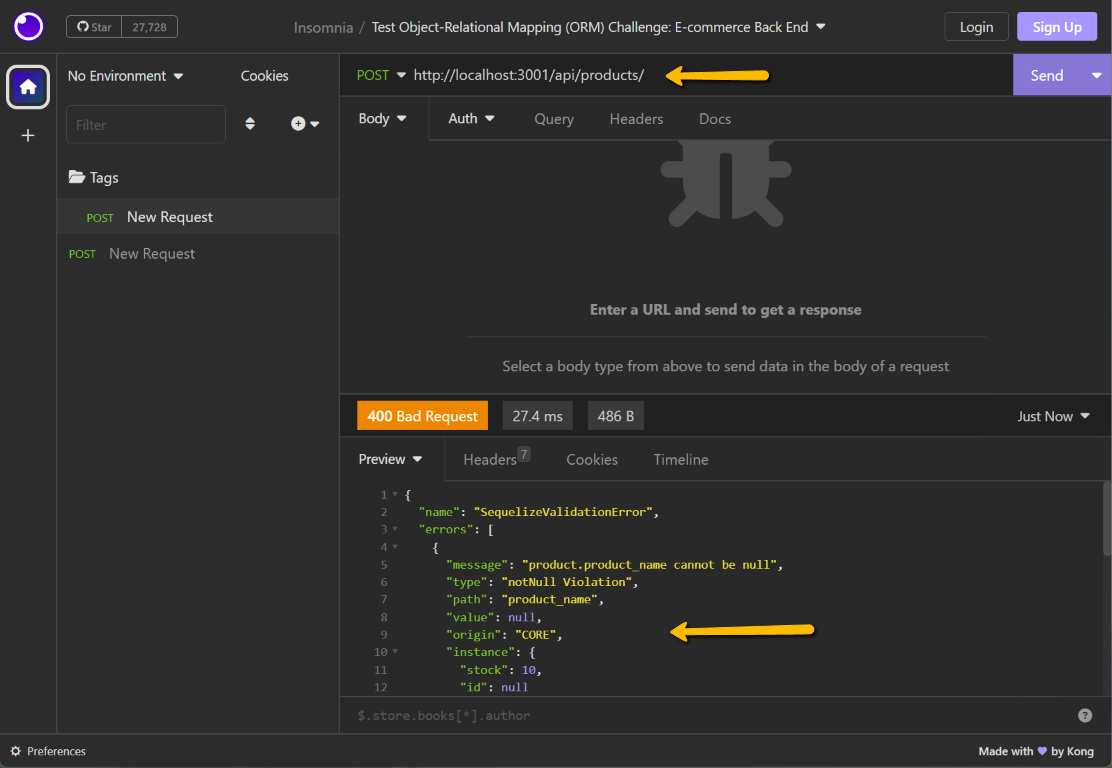 Star 27,728
Insomnia / Test Object-Relational Mapping (ORM) Challenge: E-commerce Back End
Login
Sign Up
No Environment
Cookies
Filter
Tags
POST New Request
POST New Request
POST http://localhost:3001/api/products/
Send
Body Auth Query Headers Docs
Enter a URL and send to get a response
Select a body type from above to send data in the body of a request
400 Bad Request 27.4 ms 486 B Just Now
Preview Headers 7 Cookies Timeline
1 {
2 "name": "SequelizeValidationError",
3 "errors": [
4 {
5 "message": "product.product_name cannot be null",
6 "type": "notNull Violation",
7 "path": "product_name",
8 "value": null,
9 "origin": "CORE",
10 "instance": {
11 "stock": 10,
12 "id": null
$.store.books[*].author ?
Preferences
Made with 💜 by Kong